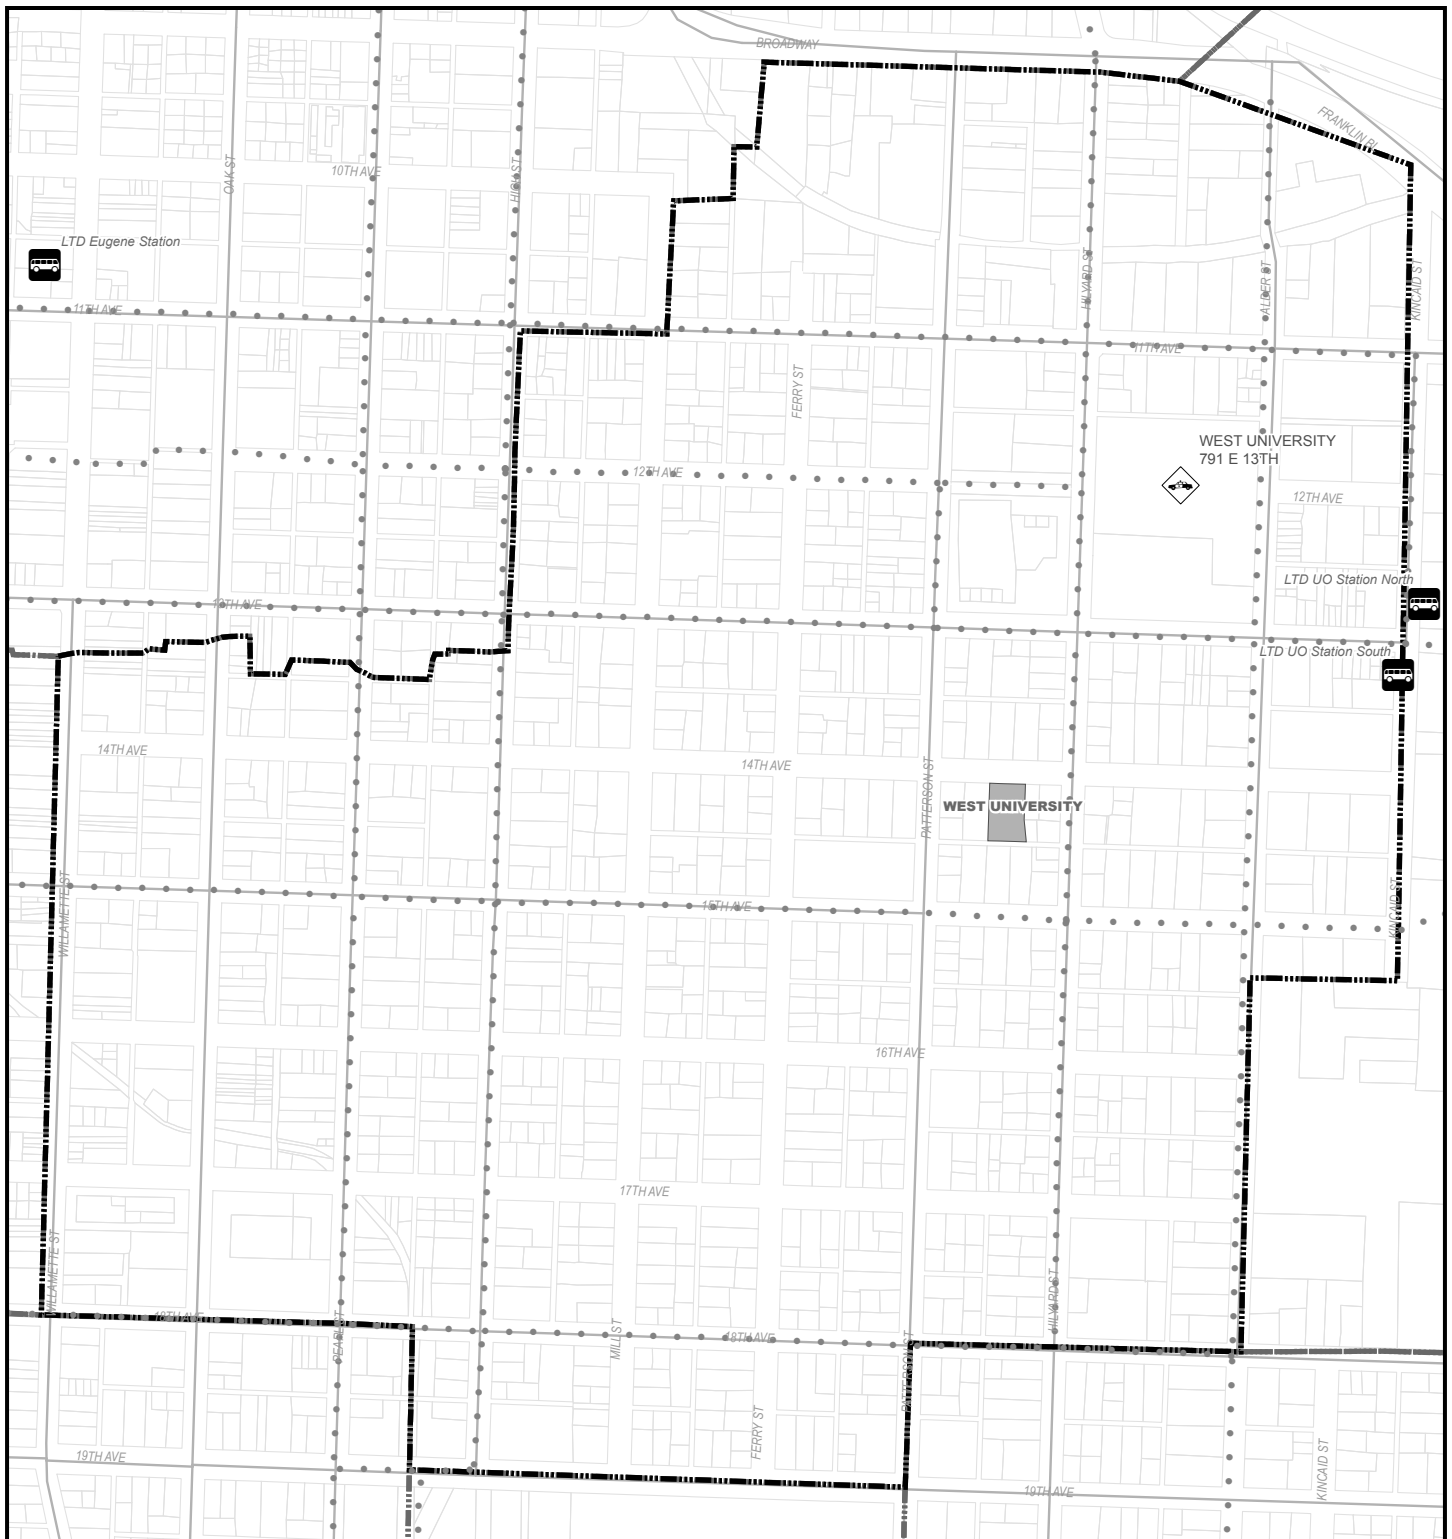 BROADWAY
FRANKLIN BL
OAK ST
10TH AVE
HIGH ST
LTD Eugene Station
HILYARD ST
ALDER ST
KINCAID ST
11TH AVE
11TH AVE
FERRY ST
WEST UNIVERSITY
791 E 13TH
12TH AVE
12TH AVE
LTD UO Station North
13TH AVE
LTD UO Station South
14TH AVE
14TH AVE
PATTERSON ST
WEST UNIVERSITY
WILLAMETTE ST
15TH AVE
KINCAID ST
16TH AVE
17TH AVE
WILLAMETTE ST
HILYARD ST
18TH AVE
PEARL ST
MILL ST
18TH AVE
PATTERSON ST
FERRY ST
19TH AVE
KINCAID ST
19TH AVE